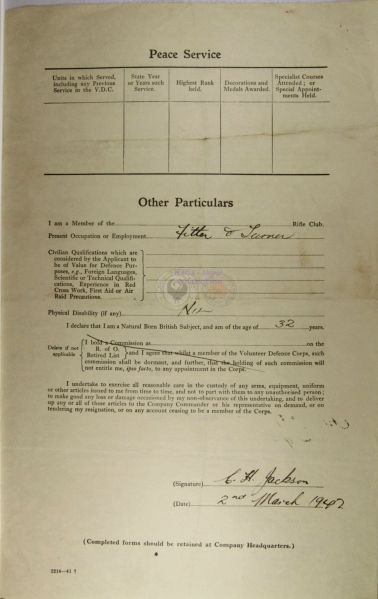 Peace Service
Units in which Served, including any Previous Service in the V.D.C.
State Year or Years such Service.
Highest Rank held.
Decorations and Medals Awarded.
Specialist Courses Attended; or Special Appointments Held.
Other Particulars
I am a Member of the Rifle Club.
Present Occupation or Employment Fitter & Turner
Civilian Qualifications which are
considered by the Applicant to
be of Value for Defence Pur-
poses, e.g., Foreign Languages,
Scientific or Technical Qualifi-
cations, Experience in Red
Cross Work, First Aid or Air
Raid Precautions.
Physical Disability (if any) Nil
I declare that I am a Natural Born British Subject, and am of the age of 32 years.
Delete if not applicable
I hold a Commission as on the
R. of O.
Retired List
and I agree that whilst a member of the Volunteer Defence Corps, such
commission shall be dormant, and further, that the holding of such commission will
not entitle me, ipso facto, to any appointment in the Corps.
I undertake to exercise all reasonable care in the custody of any arms, equipment, uniform
or other articles issued to me from time to time, and not to part with them to any unauthorised person;
to make good any loss or damage occasioned by my non-observance of this undertaking, and to deliver
up any or all of those articles to the Company Commander or his representative on demand, or on
tendering my resignation, or on any account ceasing to be a member of the Corps.
(Signature) C. H. Jackson
(Date) 2nd March 1942
(Completed forms should be retained at Company Headquarters.)
2216—41